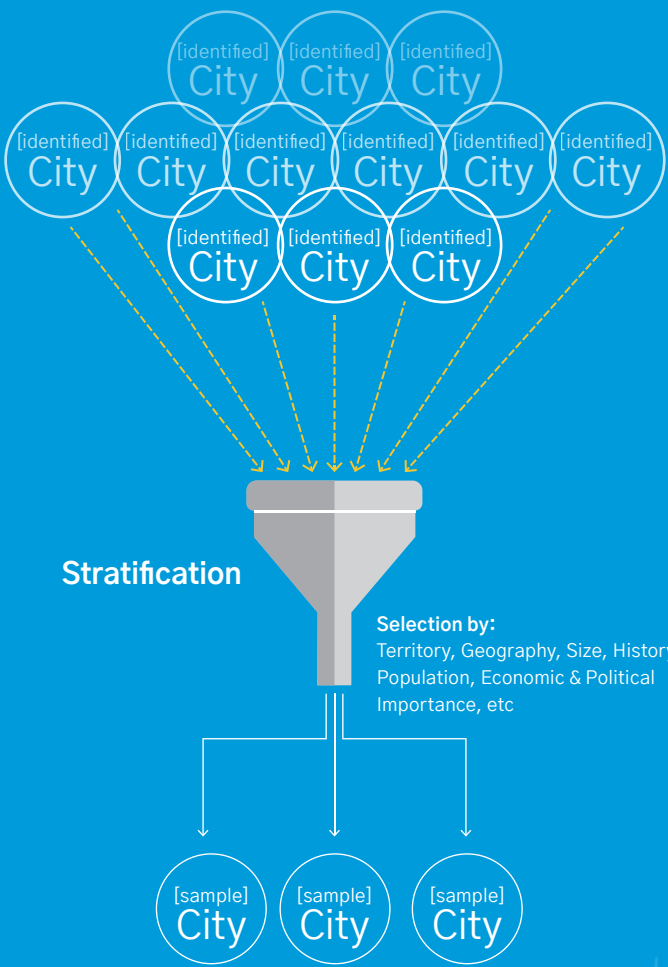 [identified] [identified] [identified]
City City City
[identified] [identified] [identified] [identified] [identified] [identified]
City City City City City City
[identified] [identified] [identified]
City City City
Stratification
Selection by:
Territory, Geography, Size, History
Population, Economic & Political
Importance, etc
[sample] [sample] [sample]
City City City